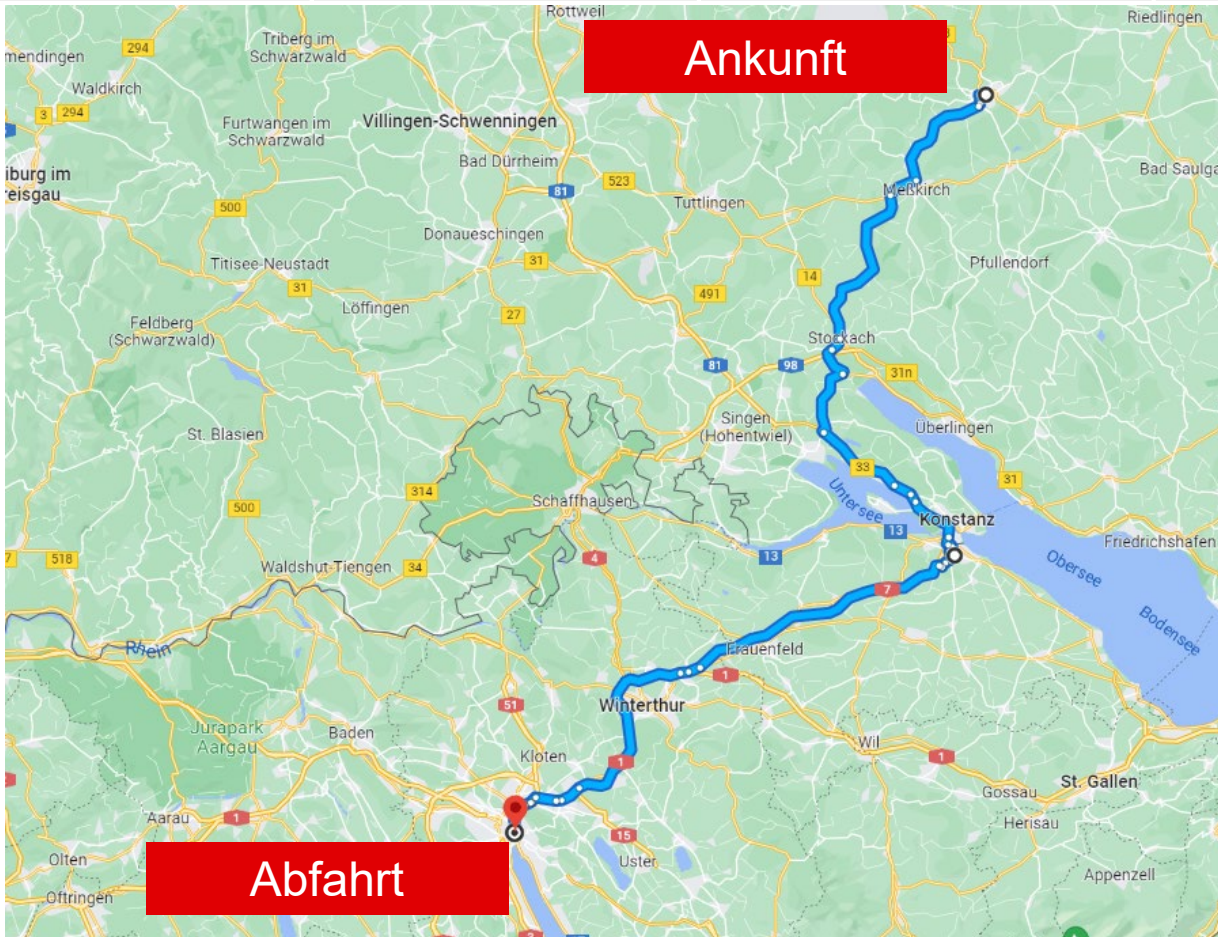 Rottweil
Riedlingen
294
Triberg im
Schwarzwald
Ankunft
mendingen
Waldkirch
3
294
Furtwangen im
Schwarzwald
Villingen-Schwenningen
Bad Dürrheim
iburg im
reisgau
81
523
Meßkirch
Bad Saulga
500
Tuttlingen
Donaueschingen
Titisee-Neustadt
31
14
Pfullendorf
31
Löffingen
27
491
Feldberg
(Schwarzwald)
Stockach
81
98
31n
St. Blasien
Singen
(Hohentwiel)
Überlingen
314
33
31
Schaffhausen
Untersee
500
Konstanz
13
Friedrichshafen
7
518
Waldshut-Tiengen
34
4
13
Obersee
7
Bodensee
Rhein
Frauenfeld
1
Jurapark
Aargau
51
Winterthur
Baden
Kloten
1
Wil
1
St. Gallen
Gossau
Aarau
1
Herisau
15
Olten
Uster
Abfahrt
Appenzell
Oftringen
3